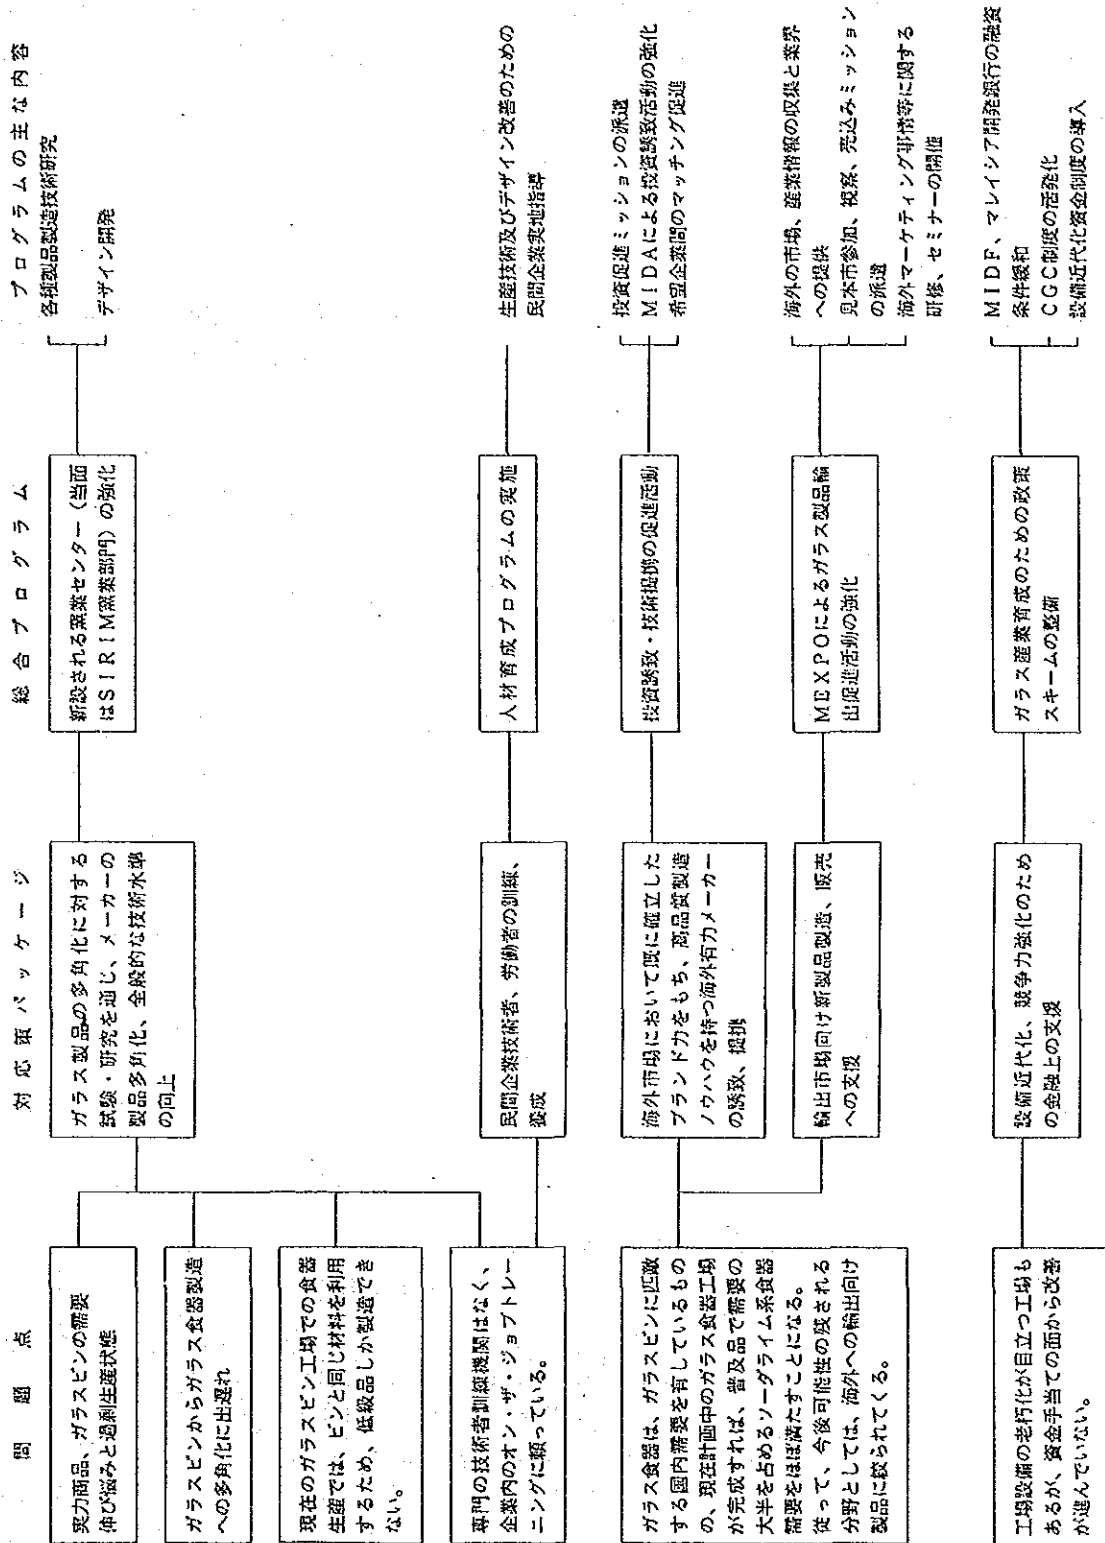 問題点
対応策パッケージ
総合プログラム
プログラムの主な内容
実力商品、ガラスビンの需要
伸び悩みと過剰生産状態
ガラスビンからガラス食器製造
への多角化に出遅れ
現在のガラスビン工場での食器
生産では、ビンと同じ材料を利用
するため、低級品しか製造でき
ない。
専門の技術者訓練機関はなく、
企業内のオン・ザ・ジョブトレー
ニングに頼っている。
ガラス製品の多角化に対する
試験・研究を通じ、メーカーの
製品多角化、全般的な技術水準
の向上
新設される窯業センター(当面
はSIRIM窯業部門)の強化
各種製品製造技術研究
デザイン開発
民間企業技術者、労働者の訓練、
養成
人材育成プログラムの実施
生産技術及びデザイン改善のための
民間企業実地指導
ガラス食器は、ガラスビンに匹敵
する国内需要を有しているもの
の、現在計画中のガラス食器工場
が完成すれば、普及品で需要の
大半を占めるソーダライム系食器
需要をほぼ満たすことになる。
従って、今後可能性の残される
分野としては、海外への輸出向け
製品に絞られてくる。
海外市場において既に確立した
ブランド力をもち、高品質製造
ノウハウを持つ海外有力メーカー
の誘致、提携
投資誘致・技術提携の促進活動
投資促進ミッションの派遣
MIDAによる投資誘致活動の強化
希望企業間のマッチング促進
輸出市場向け新製品製造、販売
への支援
MEXPOによるガラス製品輸
出促進活動の強化
海外の市場、産業情報の収集と業界
への提供
見本市参加、視察、売込みミッション
の派遣
海外マーケティング事情等に関する
研修、セミナーの開催
工場設備の老朽化が目立つ工場も
あるが、資金手当ての面から改善
が進んでいない。
設備近代化、競争力強化のため
の金融上の支援
ガラス産業育成のための政策
スキームの整備
MIDF、マレイシア開発銀行の融資
条件緩和
CGC制度の活発化
設備近代化資金制度の導入